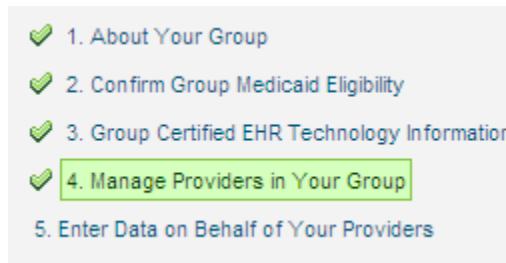 1. About Your Group
2. Confirm Group Medicaid Eligibility
3. Group Certified EHR Technology Information
4. Manage Providers in Your Group
5. Enter Data on Behalf of Your Providers